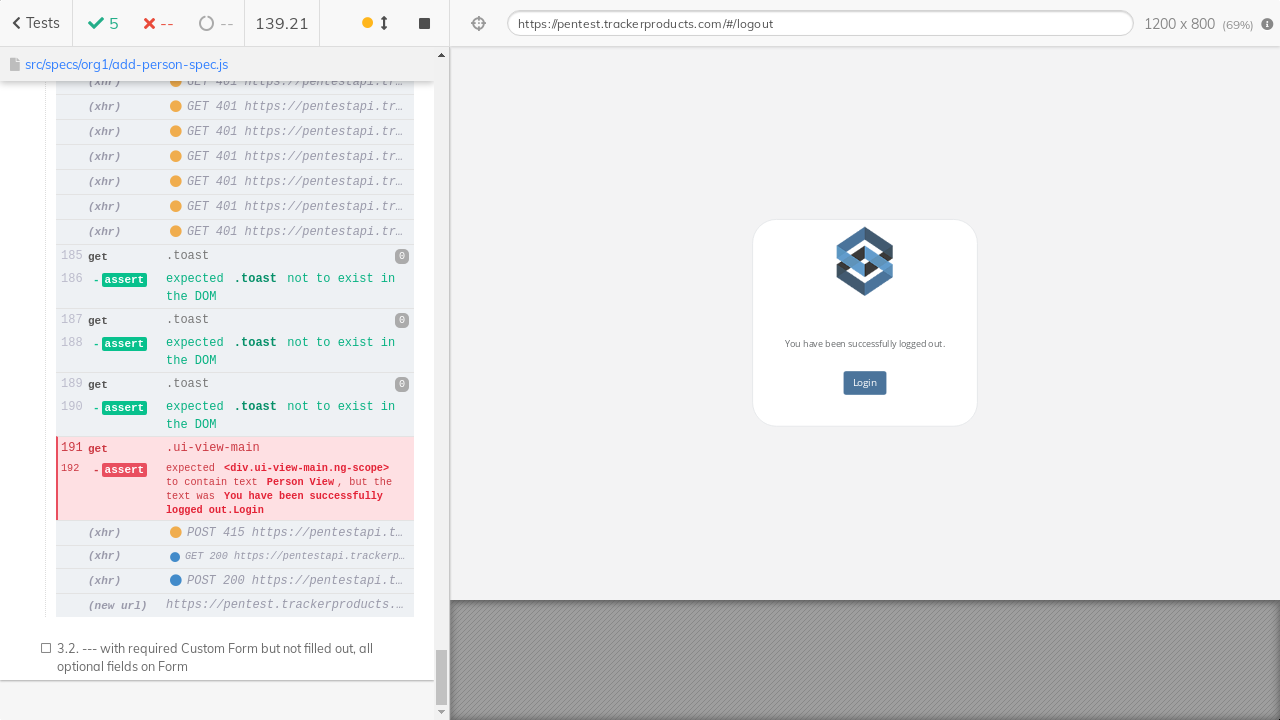 Tests 5 -- -- 139.21 https://pentest.trackerproducts.com/#/logout 1200 x 800 (69%)
src/specs/org1/add-person-spec.js
(xhr) GET 401 https://pentestapi.tr…
(xhr) GET 401 https://pentestapi.tr…
(xhr) GET 401 https://pentestapi.tr…
(xhr) GET 401 https://pentestapi.tr…
(xhr) GET 401 https://pentestapi.tr…
(xhr) GET 401 https://pentestapi.tr…
(xhr) GET 401 https://pentestapi.tr…
185 get .toast 0
186 - assert expected .toast not to exist in
the DOM
187 get .toast 0
188 - assert expected .toast not to exist in
the DOM
189 get .toast 0
190 - assert expected .toast not to exist in
the DOM
191 get .ui-view-main
192 - assert expected <div.ui-view-main.ng-scope>
to contain text Person View, but the
text was You have been successfully
logged out.Login
(xhr) POST 415 https://pentestapi.t…
(xhr) GET 200 https://pentestapi.trackerp…
(xhr) POST 200 https://pentestapi.t…
(new url) https://pentest.trackerproducts.…
3.2. --- with required Custom Form but not filled out, all
optional fields on Form
You have been successfully logged out.
Login